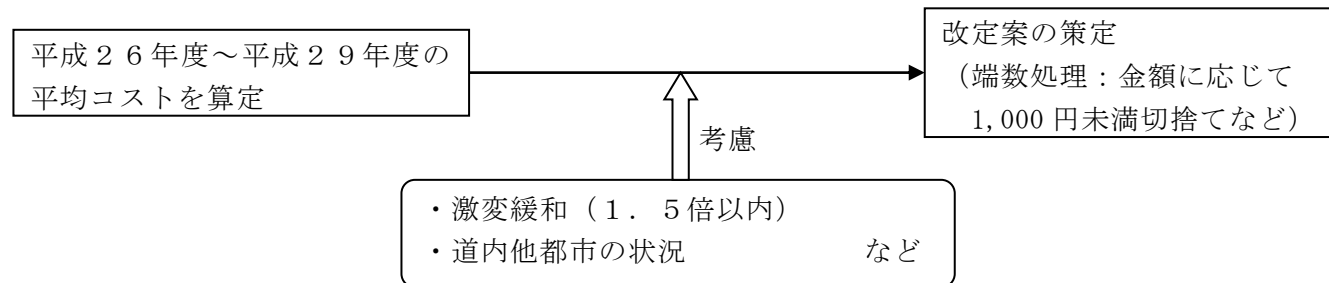 平成２６年度～平成２９年度の
平均コストを算定
改定案の策定
（端数処理：金額に応じて
1,000 円未満切捨てなど）
考慮
・激変緩和（１．５倍以内）
・道内他都市の状況　　　　　など